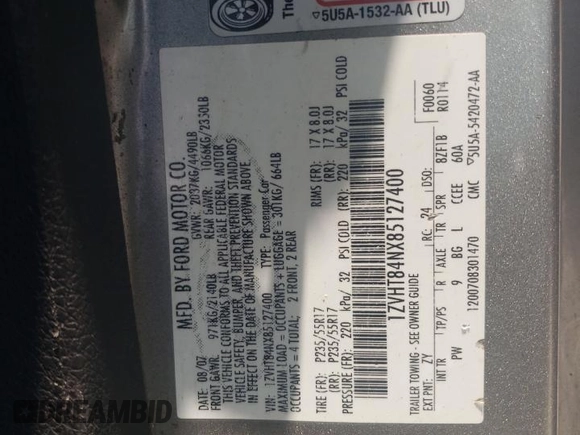 The
5U5A-1532-AA (TLU)
MFD. BY FORD MOTOR CO.
DATE: 08/07 GVWR: 2037KG/4490LB
FRONT GAWR: 971KG/2140LB REAR GAWR: 1066KG/2350LB
THIS VEHICLE CONFORMS TO ALL APPLICABLE FEDERAL MOTOR
VEHICLE SAFETY, BUMPER, AND THEFT PREVENTION STANDARDS
IN EFFECT ON THE DATE OF MANUFACTURE SHOWN ABOVE.
VIN: 1ZVHT84NX85127400 TYPE: Passenger Car
MAXIMUM LOAD = OCCUPANTS + LUGGAGE = 301KG/ 664LB
OCCUPANTS = 4 TOTAL; 2 FRONT, 2 REAR
TIRE (FR): P235/55R17 RIMS (FR): 17 X 8.0J
(RR): P235/55R17 (RR): 17 X 8.0J
PRESSURE (FR): 220 kPa/ 32 PSI COLD (RR): 220 kPa/ 32 PSI COLD
1ZVHT84NX85127400
TRAILER TOWING - SEE OWNER GUIDE
EXT PNT: ZY RC: 24 DSO: F0060
R0114
INT TR TP/PS R AXLE TR SPR BZF1B
PW 9 BG L CCEE 60A
1200708301470 CMC 5U5A-5420472-AA
DREAMBID